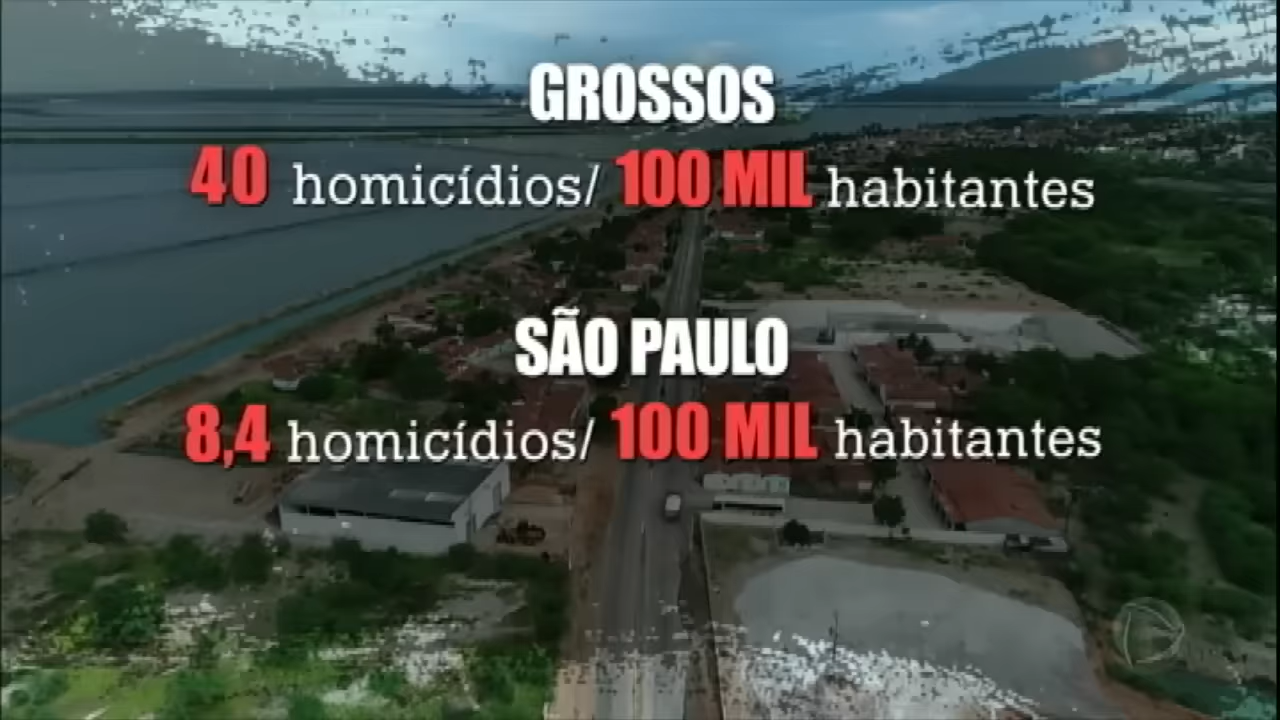 GROSSOS
40 homicídios/ 100 MIL habitantes
SÃO PAULO
8,4 homicídios/ 100 MIL habitantes